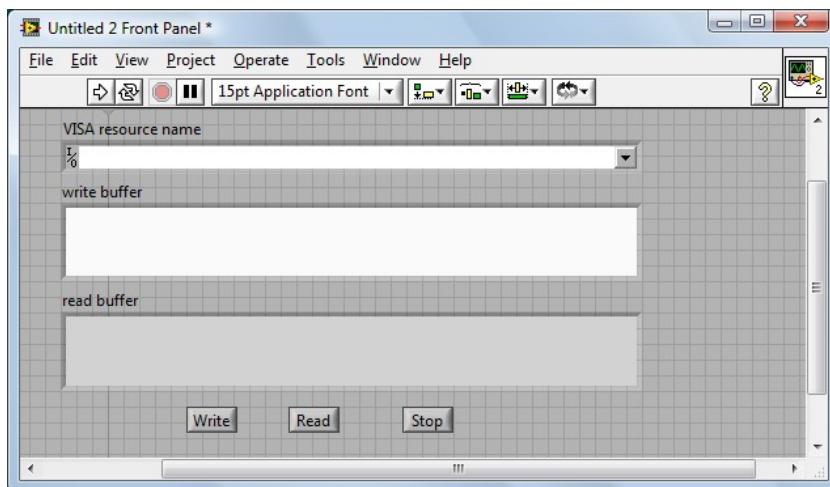 Untitled 2 Front Panel *
File Edit View Project Operate Tools Window Help
15pt Application Font
2
VISA resource name
I/O
write buffer
read buffer
Write Read Stop